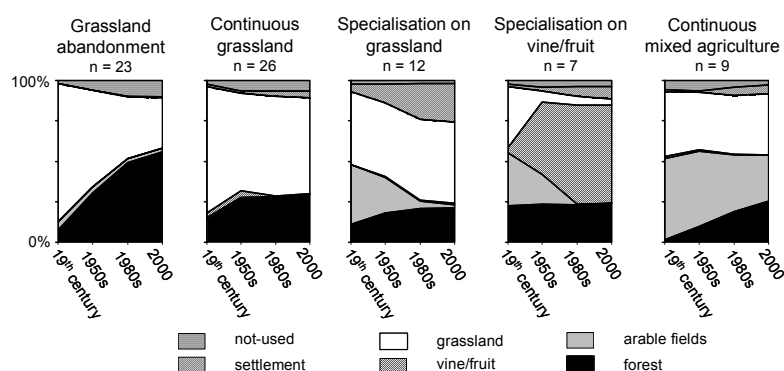 Grassland
abandonment
n = 23
Continuous
grassland
n = 26
Specialisation on
grassland
n = 12
Specialisation on
vine/fruit
n = 7
Continuous
mixed agriculture
n = 9
100%
0%
19th century
1950s
1980s
2000
19th century
1950s
1980s
2000
19th century
1950s
1980s
2000
19th century
1950s
1980s
2000
19th century
1950s
1980s
2000
not-used
grassland
arable fields
settlement
vine/fruit
forest